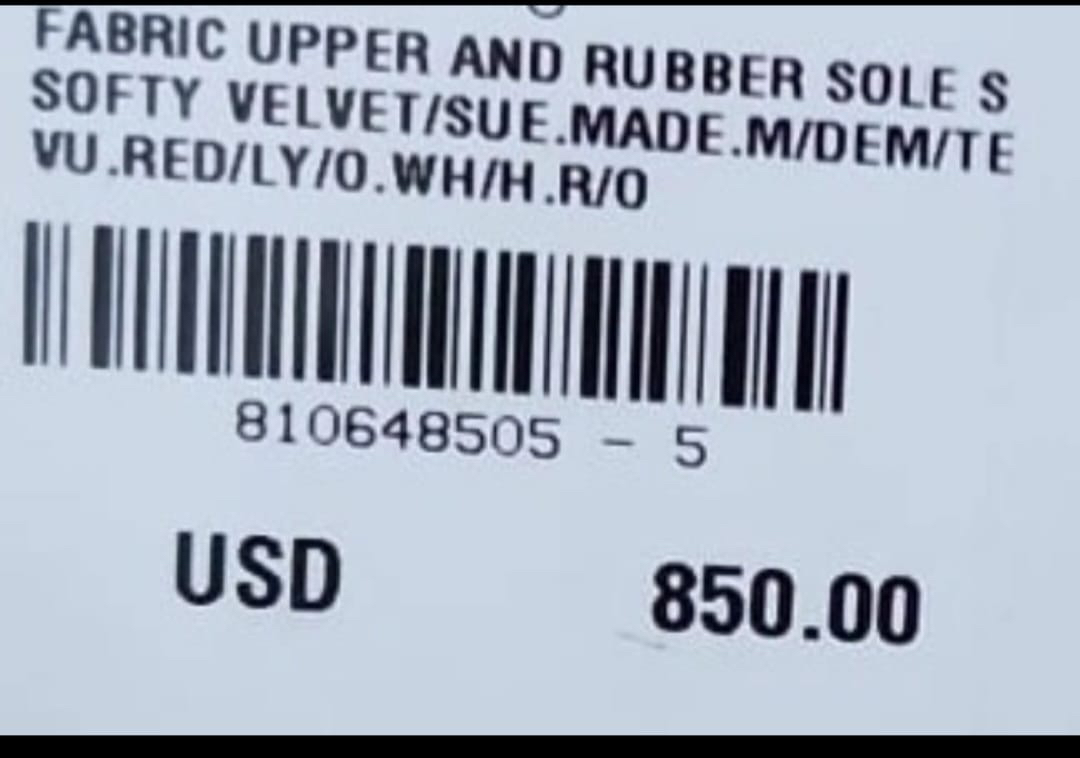 FABRIC UPPER AND RUBBER SOLE S
SOFTY VELVET/SUE.MADE.M/DEM/TE
VU.RED/LY/O.WH/H.R/O
810648505 - 5
USD 850.00